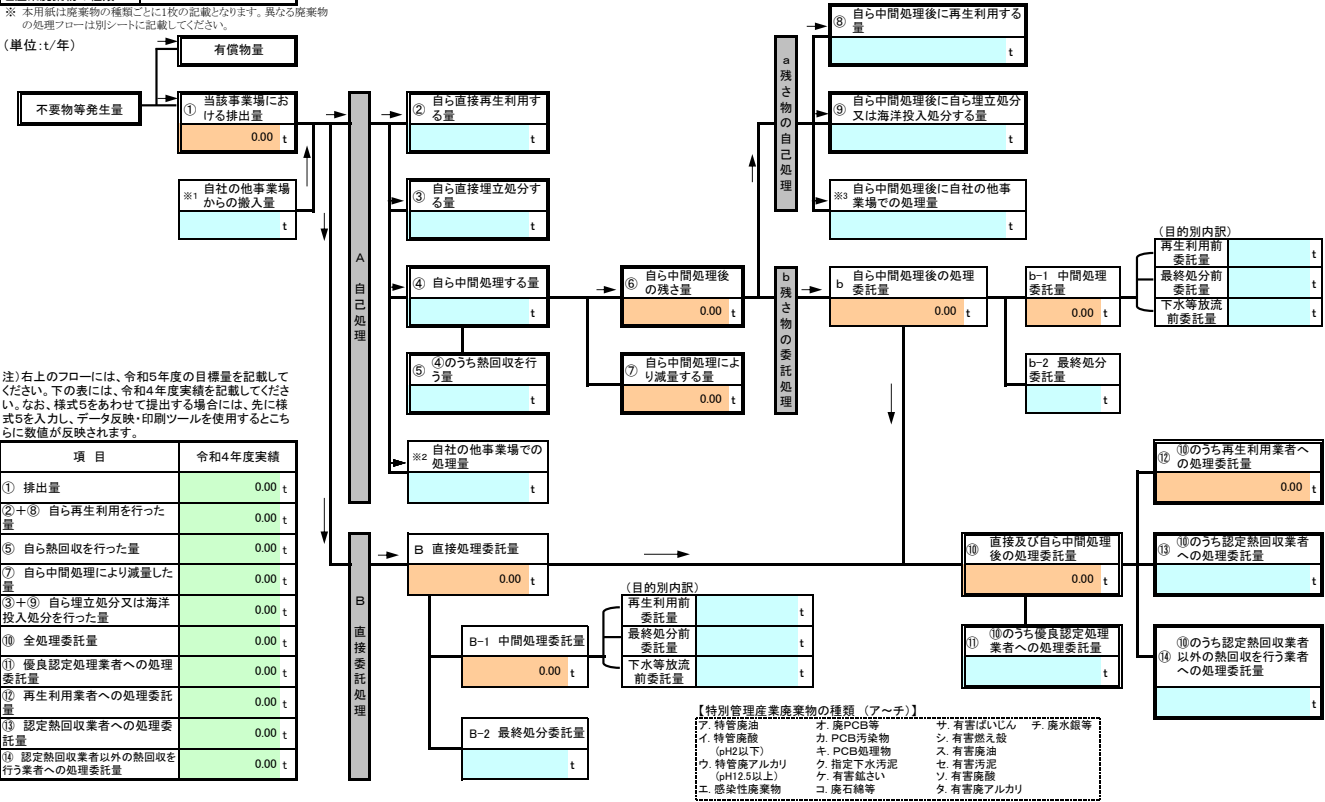 ※ 本用紙は廃棄物の種類ごとに1枚の記載となります。異なる廃棄物
の処理フローは別シートに記載してください。
(単位:t/年)
有償物量
不要物等発生量
① 当該事業場にお
ける排出量
0.00 t
※1 自社の他事業場
からの搬入量
t
A 自己処理
② 自ら直接再生利用す
る量
t
③ 自ら直接埋立処分す
る量
t
④ 自ら中間処理する量
t
⑤ ④のうち熱回収を行
う量
t
※2 自社の他事業場での
処理量
t
⑥ 自ら中間処理後
の残さ量
0.00 t
⑦ 自ら中間処理によ
り減量する量
0.00 t
a 残さ物の自己処理
⑧ 自ら中間処理後に再生利用する
量
t
⑨ 自ら中間処理後に自ら埋立処分
又は海洋投入処分する量
t
※3 自ら中間処理後に自社の他事
業場での処理量
t
b 残さ物の委託処理
b 自ら中間処理後の処理
委託量
0.00 t
b-1 中間処理
委託量
0.00 t
(目的別内訳)
再生利用前
委託量
t
最終処分前
委託量
t
下水等放流
前委託量
t
b-2 最終処分
委託量
t
注)右上のフローには、令和5年度の目標量を記載して
ください。下の表には、令和4年度実績を記載してくださ
い。なお、様式5をあわせて提出する場合には、先に様
式5を入力し、データ反映・印刷ツールを使用するとこち
らに数値が反映されます。
項 目 令和4年度実績
① 排出量 0.00 t
②+⑧ 自ら再生利用を行った
量 0.00 t
⑤ 自ら熱回収を行った量 0.00 t
⑦ 自ら中間処理により減量した
量 0.00 t
③+⑨ 自ら埋立処分又は海洋
投入処分を行った量 0.00 t
⑩ 全処理委託量 0.00 t
⑪ 優良認定処理業者への処理
委託量 0.00 t
⑫ 再生利用業者への処理委託
量 0.00 t
⑬ 認定熱回収業者への処理委
託量 0.00 t
⑭ 認定熱回収業者以外の熱回収を
行う業者への処理委託量 0.00 t
B 直接委託処理
B 直接処理委託量
0.00 t
B-1 中間処理委託量
0.00 t
(目的別内訳)
再生利用前
委託量
t
最終処分前
委託量
t
下水等放流
前委託量
t
B-2 最終処分委託量
t
⑩ 直接及び自ら中間処理
後の処理委託量
0.00 t
⑪ ⑩のうち優良認定処理
業者への処理委託量
t
⑫ ⑩のうち再生利用業者へ
の処理委託量
0.00 t
⑬ ⑩のうち認定熱回収業者
への処理委託量
t
⑭ ⑩のうち認定熱回収業者
以外の熱回収を行う業者
への処理委託量
t
【特別管理産業廃棄物の種類 (ア~チ)】
ア. 特管廃油 オ. 廃PCB等 サ. 有害ばいじん チ. 廃水銀等
イ. 特管廃酸 カ. PCB汚染物 シ. 有害燃え殻
(pH2以下) キ. PCB処理物 ス. 有害廃油
ウ. 特管廃アルカリ ク. 指定下水汚泥 セ. 有害汚泥
(pH12.5以上) ケ. 有害鉱さい ソ. 有害廃酸
エ. 感染性廃棄物 コ. 廃石綿等 タ. 有害廃アルカリ